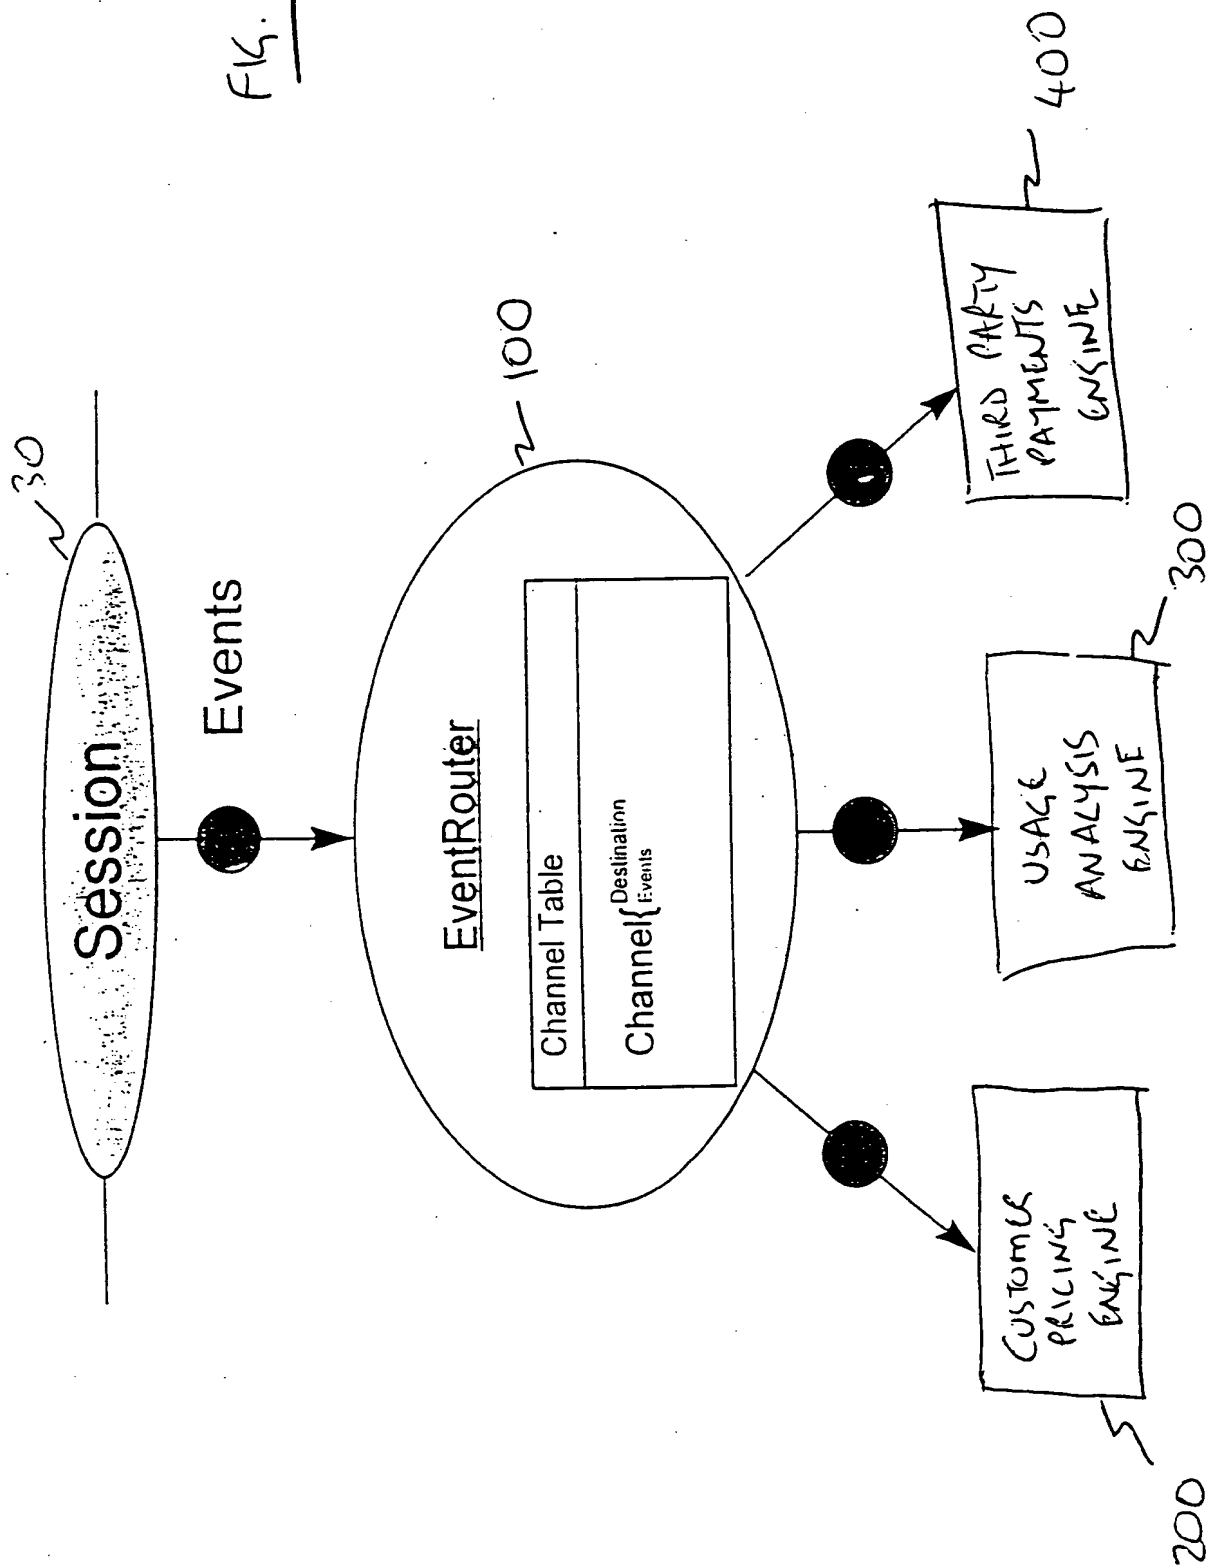 FIG.
30
Session
Events
100
EventRouter
Channel Table
Channel{
Destination
Events
200
CUSTOMER
PRICING
ENGINE
300
USAGE
ANALYSIS
ENGINE
400
THIRD PARTY
PAYMENTS
ENGINE